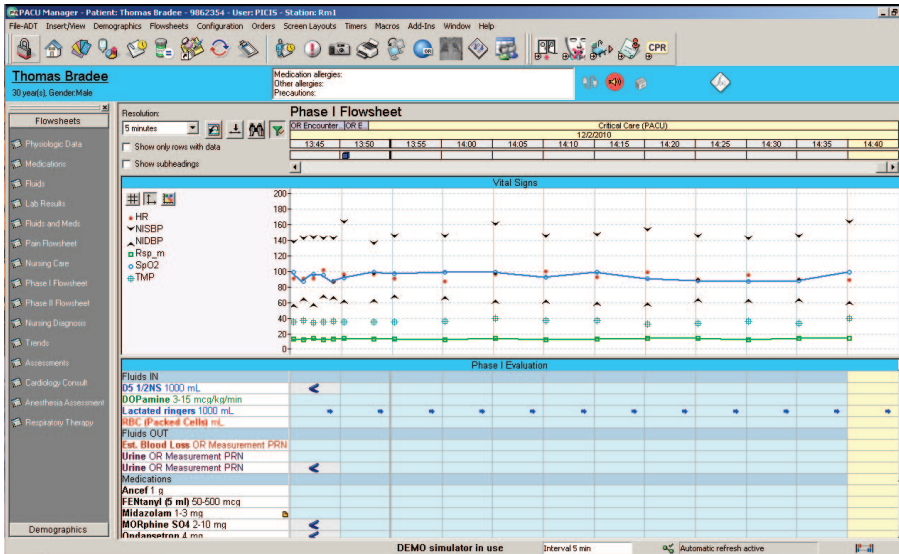 PACU Manager - Patient: Thomas Bradee - 9862354 - User: PICIS - Station: Rm1
File-ADT Insert/View Demographics Flowsheets Configuration Orders Screen Layouts Timers Macros Add-Ins Window Help
CPR
Thomas Bradee
30 year(s), Gender:Male
Medication allergies:
Other allergies:
Precautions:
Flowsheets
Physiologic Data
Medications
Fluids
Lab Results
Fluids and Meds
Pain Flowsheet
Nursing Care
Phase I Flowsheet
Phase II Flowsheet
Nursing Diagnosis
Trends
Assessments
Cardiology Consult
Anesthesia Assessment
Respiratory Therapy
Demographics
Resolution:
5 minutes
Show only rows with data
Show subheadings
Phase I Flowsheet
OR Encounter.. OR E.. Critical Care (PACU)
12/2/2010
13:45 13:50 13:55 14:00 14:05 14:10 14:15 14:20 14:25 14:30 14:35 14:40
Vital Signs
HR
NISBP
NIDBP
Rsp_m
SpO2
TMP
200
180
160
140
120
100
80
60
40
20
0
Phase I Evaluation
Fluids IN
D5 1/2NS 1000 mL
DOPamine 3-15 mcg/kg/min
Lactated ringers 1000 mL
RBC (Packed Cells) mL
Fluids OUT
Est. Blood Loss OR Measurement PRN
Urine OR Measurement PRN
Urine OR Measurement PRN
Medications
Ancef 1 g
FENtanyl (5 ml) 50-500 mcg
Midazolam 1-3 mg
MORphine SO4 2-10 mg
Ondansetron 4 mg
DEMO simulator in use
Interval 5 min
Automatic refresh active